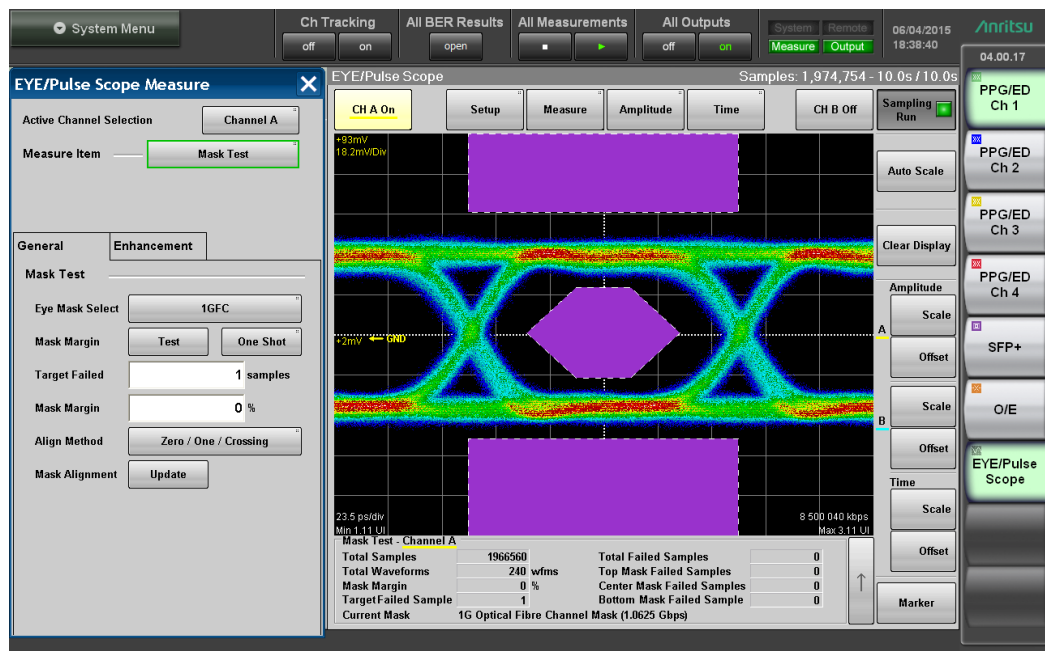 System Menu
Ch Tracking
off on
All BER Results
open
All Measurements
All Outputs
off on
System Remote
Measure Output
06/04/2015
18:38:40
Anritsu
04.00.17
EYE/Pulse Scope Measure X
Active Channel Selection Channel A
Measure Item Mask Test
General Enhancement
Mask Test
Eye Mask Select 1GFC
Mask Margin Test One Shot
Target Failed 1 samples
Mask Margin 0 %
Align Method Zero / One / Crossing
Mask Alignment Update
EYE/Pulse Scope Samples: 1,974,754 - 10.0s / 10.0s
CH A On Setup Measure Amplitude Time CH B Off Sampling Run
+93mV
18.2mV/Div
+2mV GND
23.5 ps/div 8 500 040 kbps
Min 1.11 UI Max 3.11 UI
Mask Test - Channel A
Total Samples 1966560 Total Failed Samples 0
Total Waveforms 240 wfms Top Mask Failed Samples 0
Mask Margin 0 % Center Mask Failed Samples 0
Target Failed Sample 1 Bottom Mask Failed Sample 0
Current Mask 1G Optical Fibre Channel Mask (1.0625 Gbps)
Auto Scale
Clear Display
Amplitude
A
Scale
Offset
B
Scale
Offset
Time
Scale
Offset
Marker
PPG/ED
Ch 1
PPG/ED
Ch 2
PPG/ED
Ch 3
PPG/ED
Ch 4
SFP+
O/E
EYE/Pulse
Scope